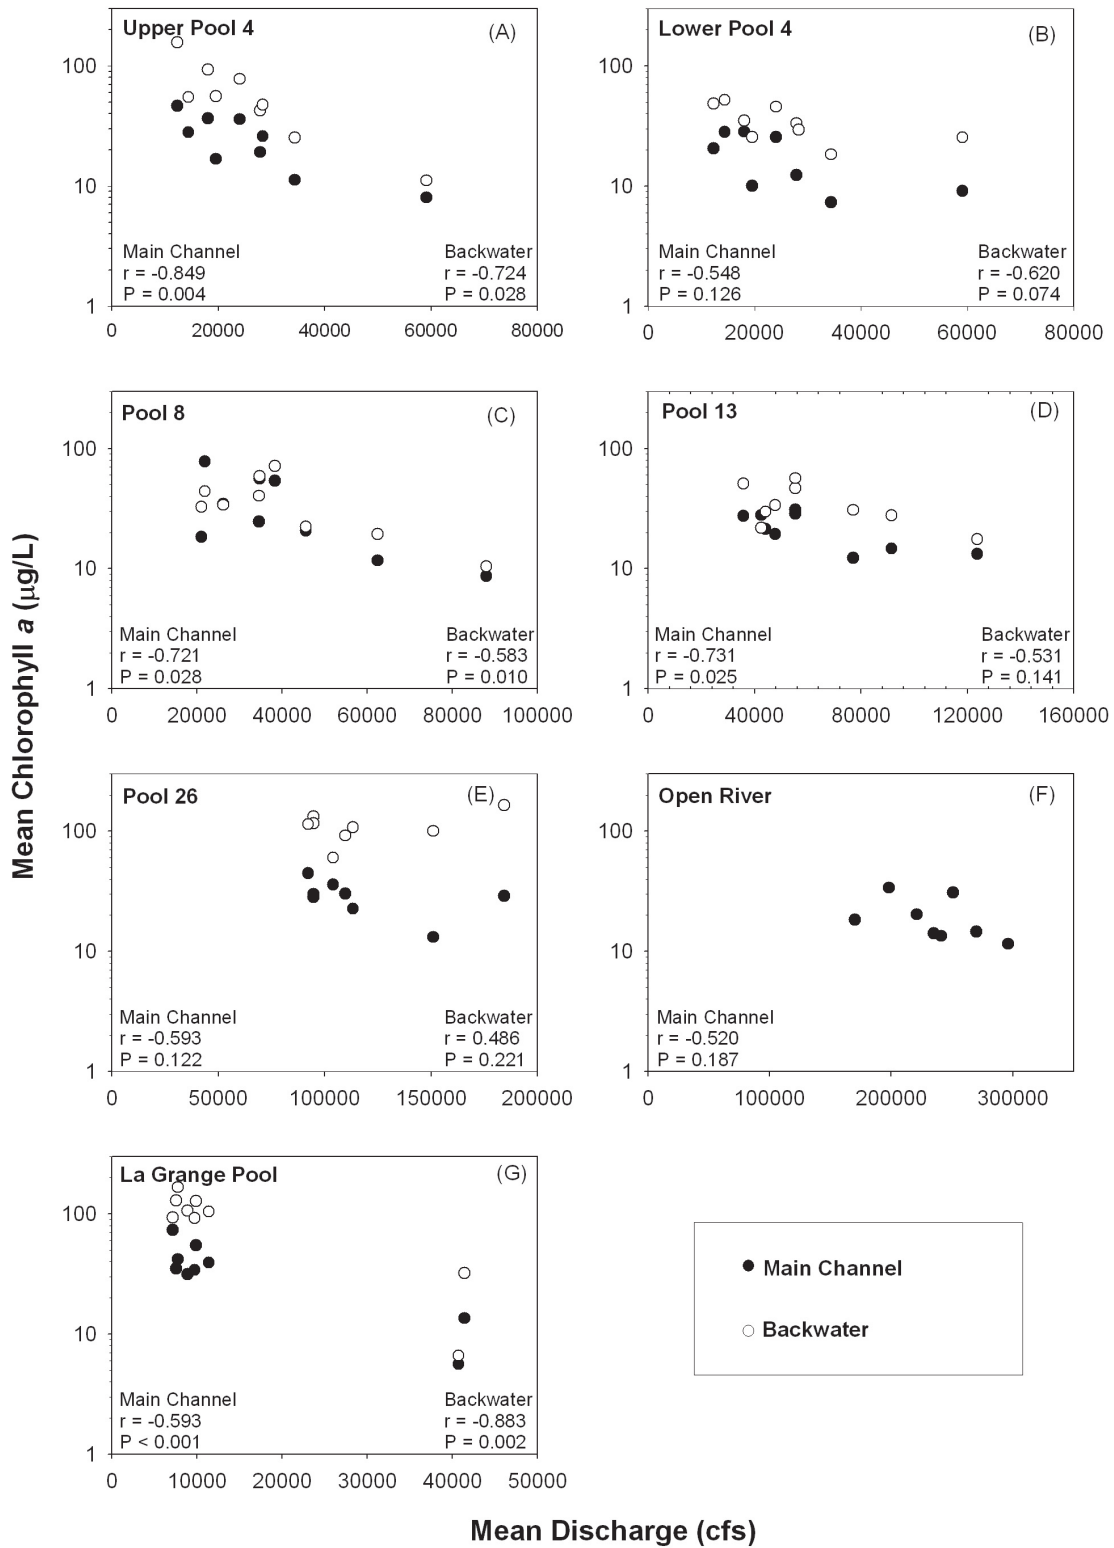 Mean Chlorophyll a (µg/L)
Upper Pool 4
(A)
100
10
1
Main Channel
r = -0.849
P = 0.004
Backwater
r = -0.724
P = 0.028
0 20000 40000 60000 80000
Lower Pool 4
(B)
100
10
1
Main Channel
r = -0.548
P = 0.126
Backwater
r = -0.620
P = 0.074
0 20000 40000 60000 80000
Pool 8
(C)
100
10
1
Main Channel
r = -0.721
P = 0.028
Backwater
r = -0.583
P = 0.010
0 20000 40000 60000 80000 100000
Pool 13
(D)
100
10
1
Main Channel
r = -0.731
P = 0.025
Backwater
r = -0.531
P = 0.141
0 40000 80000 120000 160000
Pool 26
(E)
100
10
1
Main Channel
r = -0.593
P = 0.122
Backwater
r = 0.486
P = 0.221
0 50000 100000 150000 200000
Open River
(F)
100
10
1
Main Channel
r = -0.520
P = 0.187
0 100000 200000 300000
La Grange Pool
(G)
100
10
1
Main Channel
r = -0.593
P < 0.001
Backwater
r = -0.883
P = 0.002
0 10000 20000 30000 40000 50000
Main Channel
Backwater
Mean Discharge (cfs)